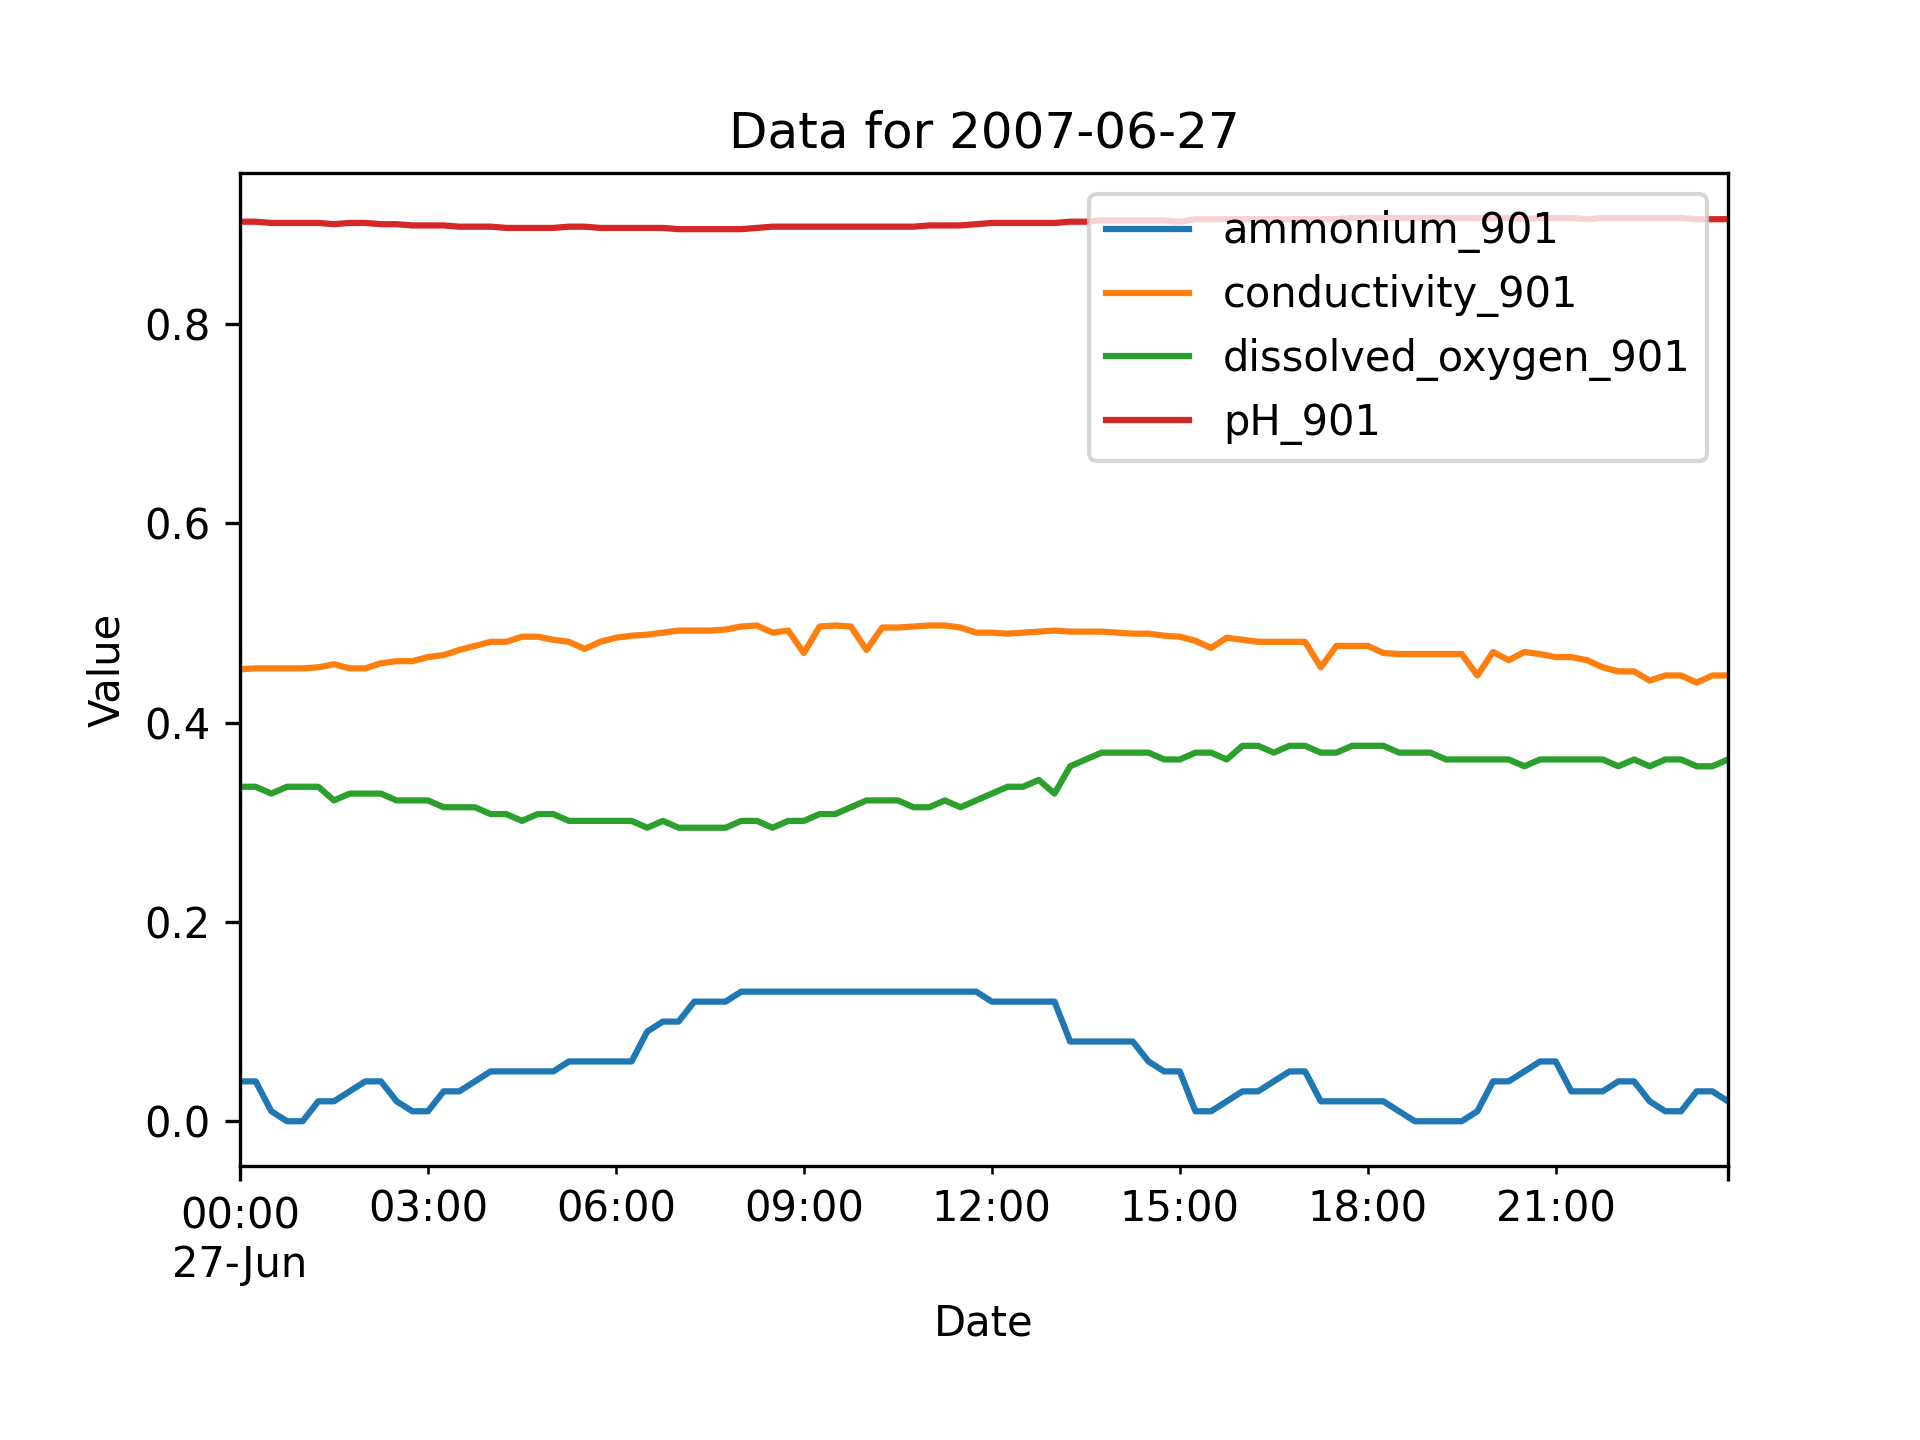 Data for 2007-06-27
ammonium_901
conductivity_901
dissolved_oxygen_901
pH_901
Value
0.8
0.6
0.4
0.2
0.0
00:00 03:00 06:00 09:00 12:00 15:00 18:00 21:00
27-Jun
Date